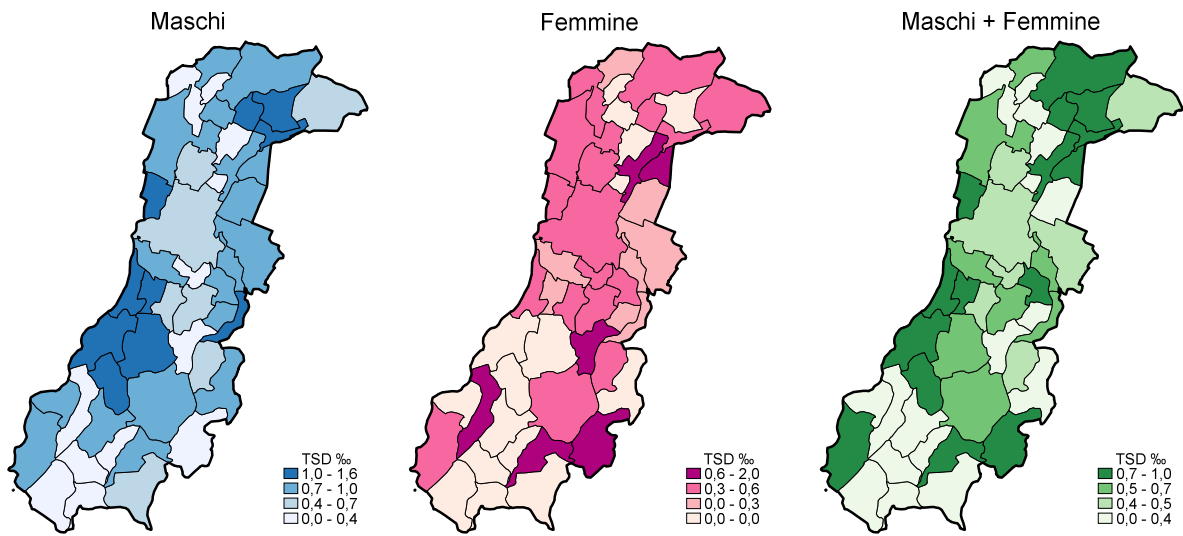 Maschi
Femmine
Maschi + Femmine
TSD ‰
1,0 - 1,6
0,7 - 1,0
0,4 - 0,7
0,0 - 0,4
TSD ‰
0,6 - 2,0
0,3 - 0,6
0,0 - 0,3
0,0 - 0,0
TSD ‰
0,7 - 1,0
0,5 - 0,7
0,4 - 0,5
0,0 - 0,4